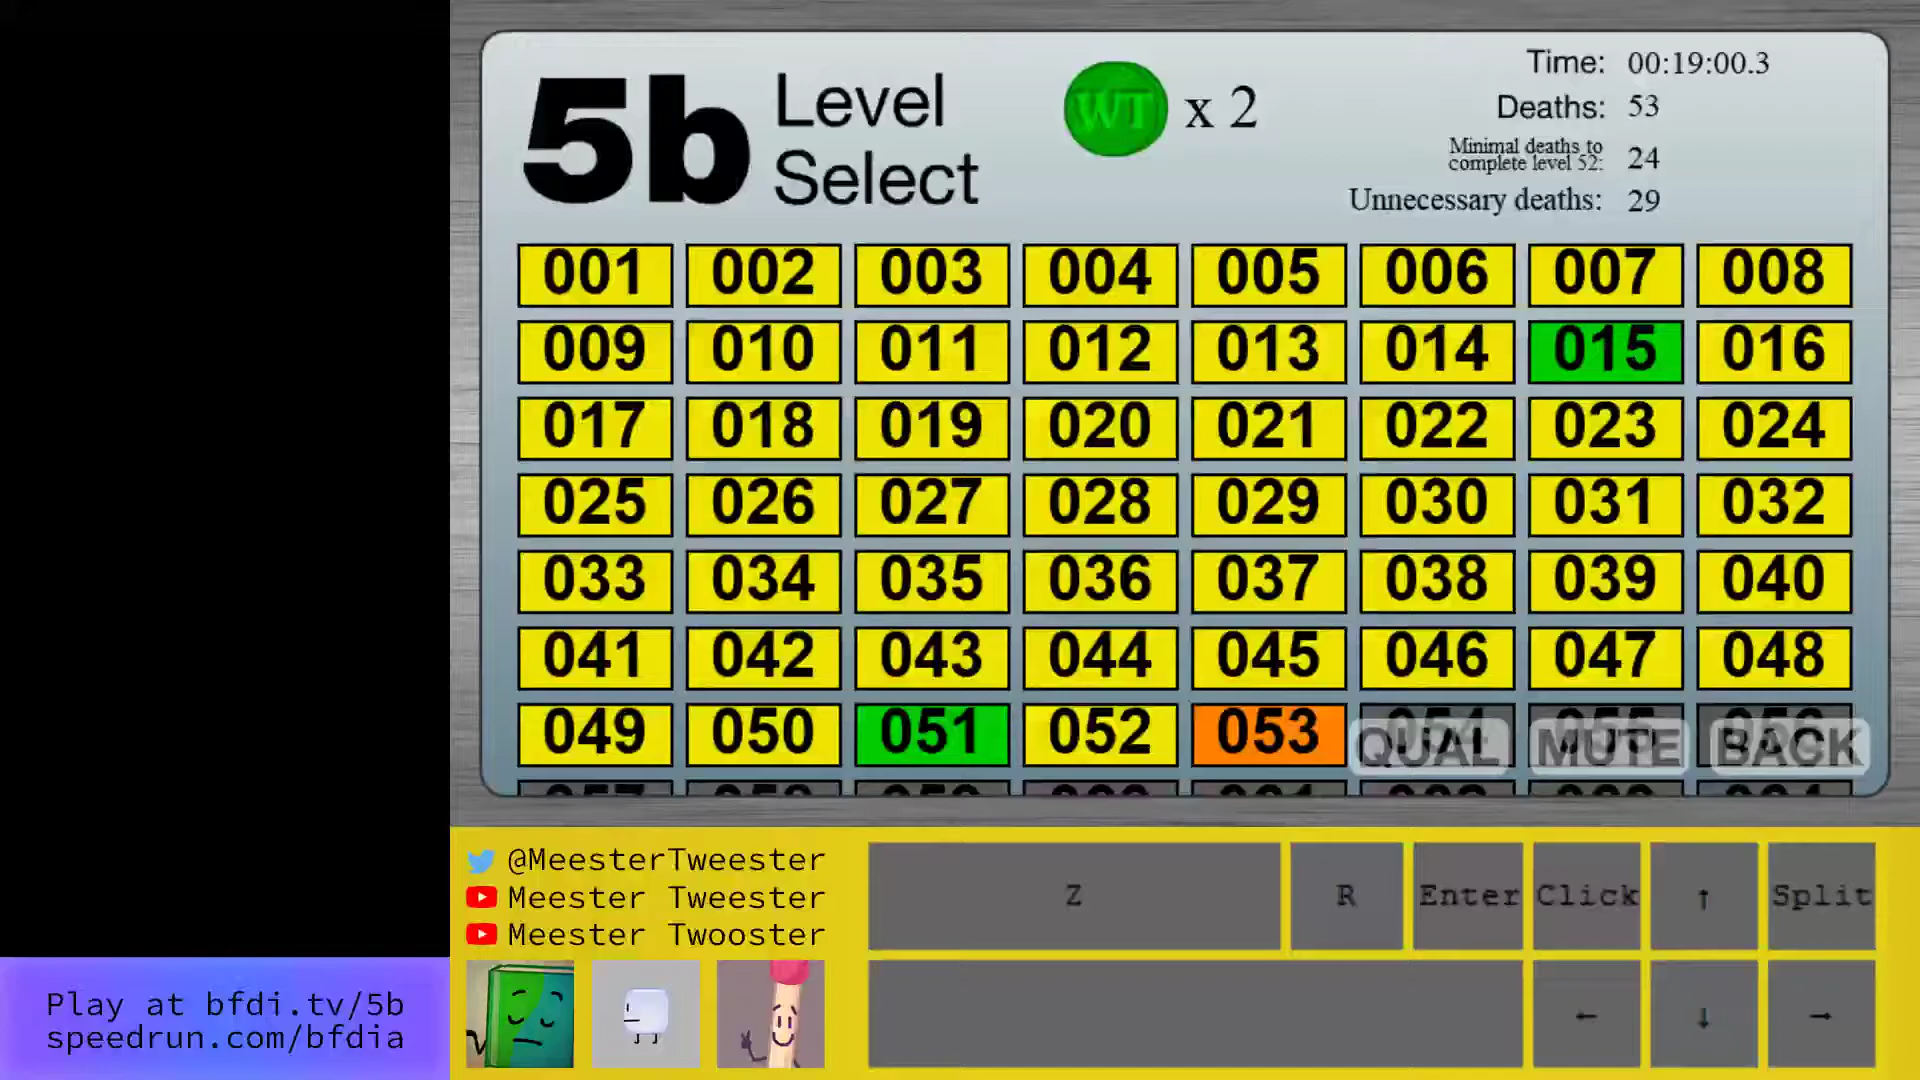 5b
Level
Select
WT x 2
Time: 00:19:00.3
Deaths: 53
Minimal deaths to
complete level 52: 24
Unnecessary deaths: 29
001 002 003 004 005 006 007 008
009 010 011 012 013 014 015 016
017 018 019 020 021 022 023 024
025 026 027 028 029 030 031 032
033 034 035 036 037 038 039 040
041 042 043 044 045 046 047 048
049 050 051 052 053 054 055 056
QUAL MUTE BACK
@MeesterTweester
Meester Tweester
Meester Twooster
Z R Enter Click ↑ Split
← ↓ →
Play at bfdi.tv/5b
speedrun.com/bfdia